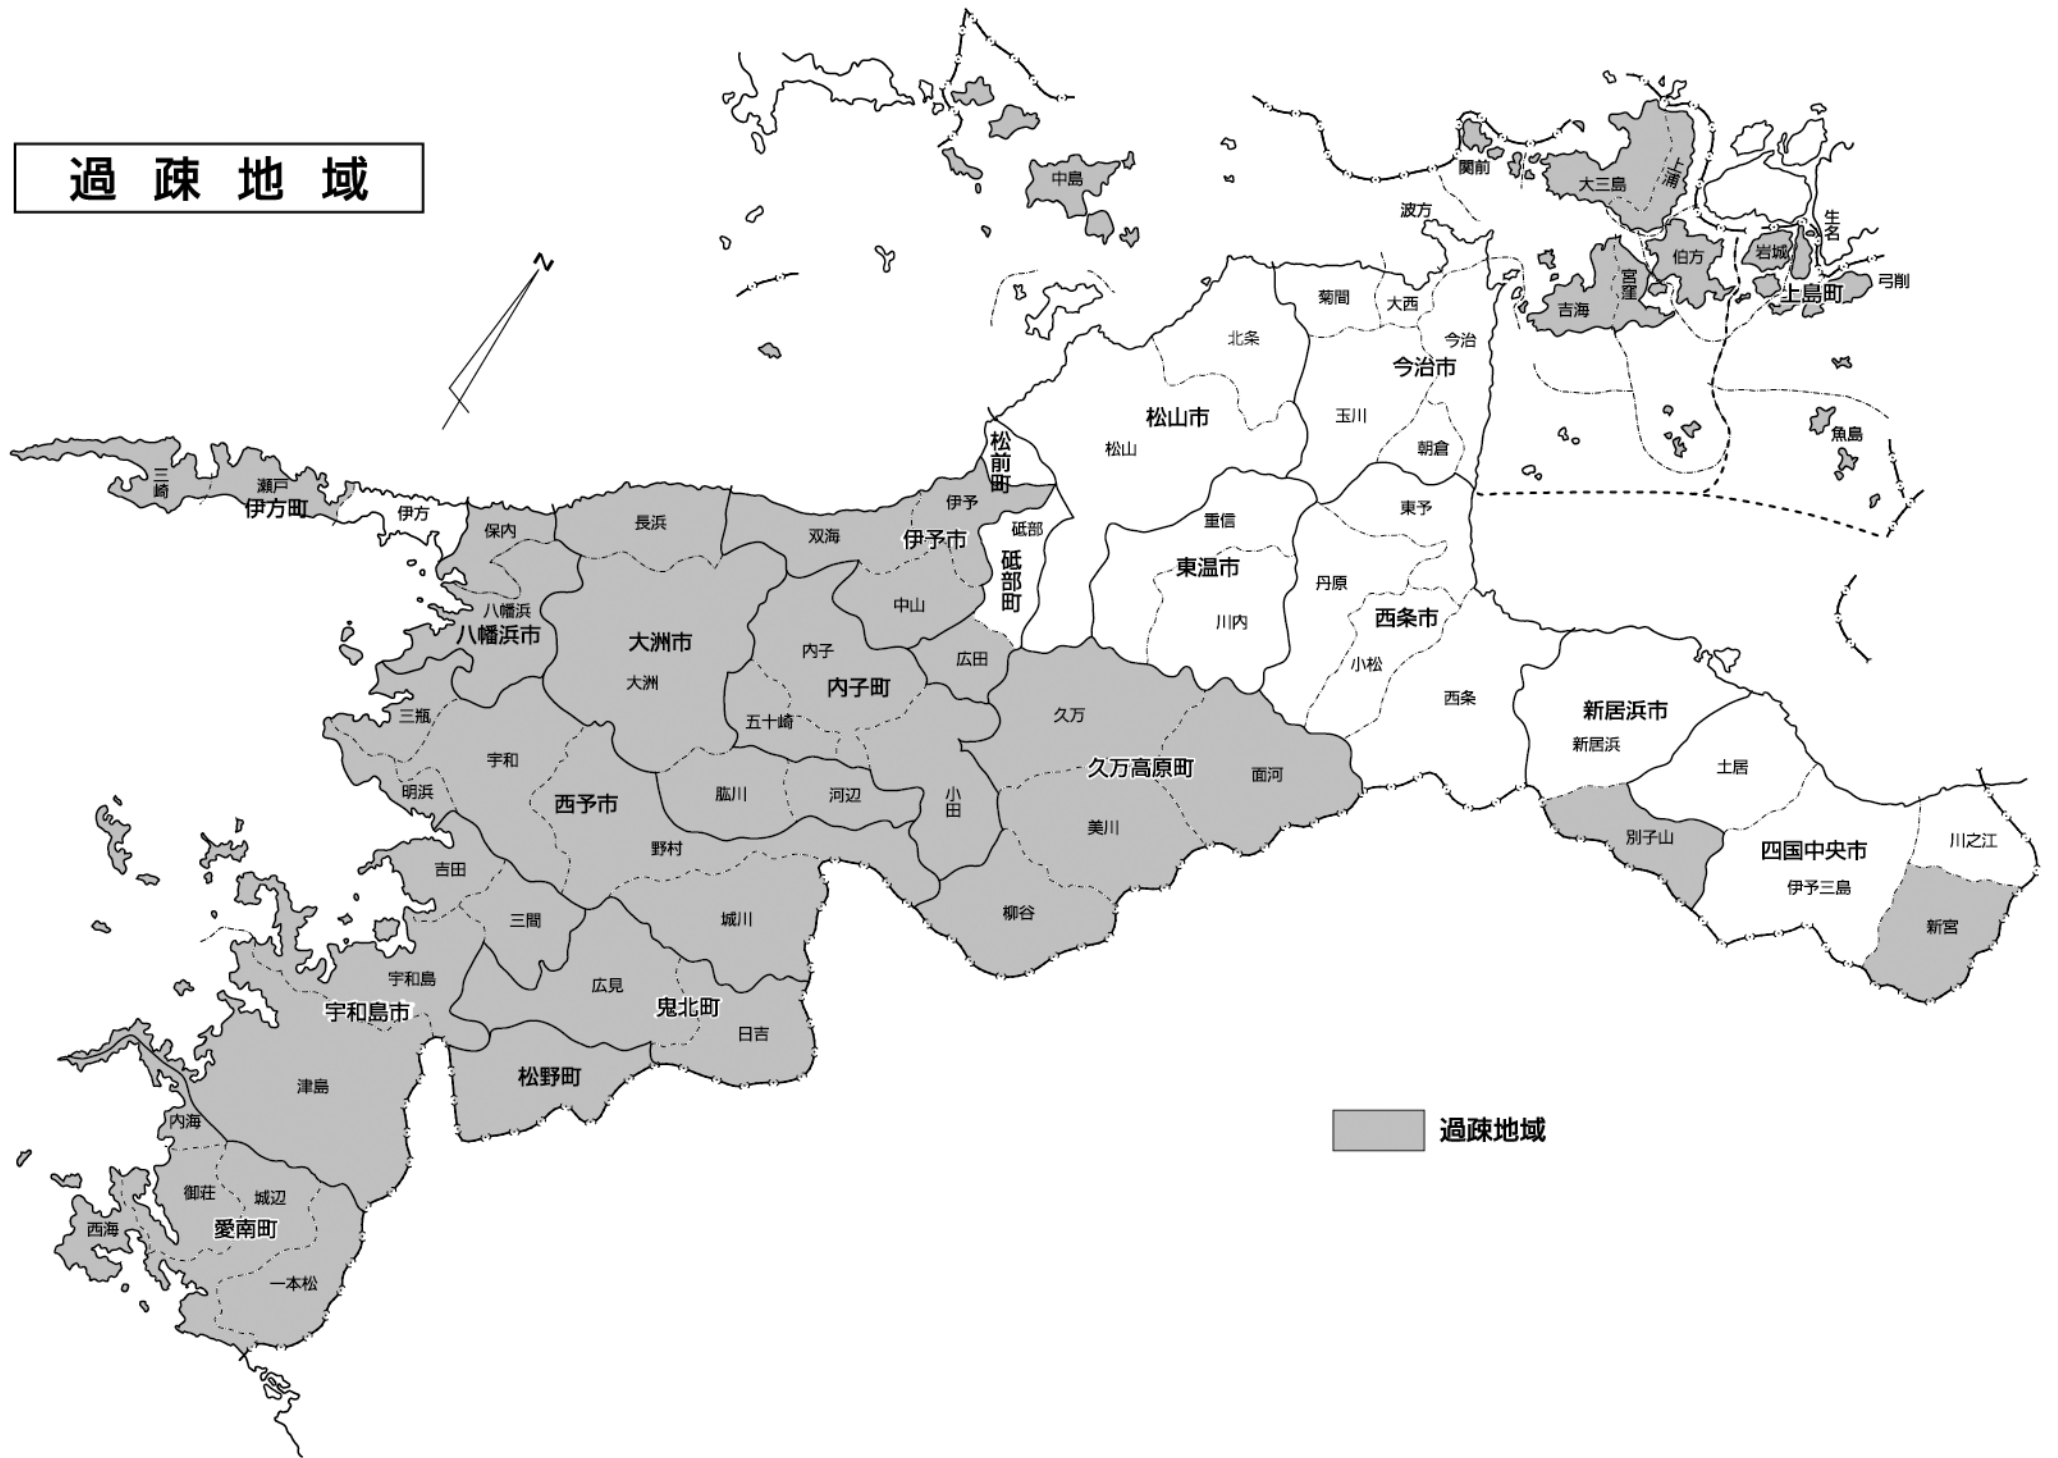 過疎地域
N
中島
関前
大三島
上浦
波方
生名
岩城
伯方
宮窪
吉海
上島町
弓削
魚島
菊間
大西
北条
今治
今治市
玉川
朝倉
松山市
松山
松前町
三崎
瀬戸
伊方町
伊方
保内
長浜
双海
伊予
伊予市
砥部
砥部町
重信
東温市
川内
東予
丹原
西条市
小松
西条
八幡浜
八幡浜市
大洲市
大洲
内子
内子町
五十崎
中山
広田
久万
久万高原町
面河
美川
柳谷
新居浜市
新居浜
別子山
土居
四国中央市
伊予三島
川之江
新宮
三瓶
宇和
明浜
西予市
肱川
河辺
小田
野村
城川
吉田
三間
宇和島
宇和島市
広見
鬼北町
日吉
松野町
津島
内海
御荘
城辺
愛南町
西海
一本松
過疎地域